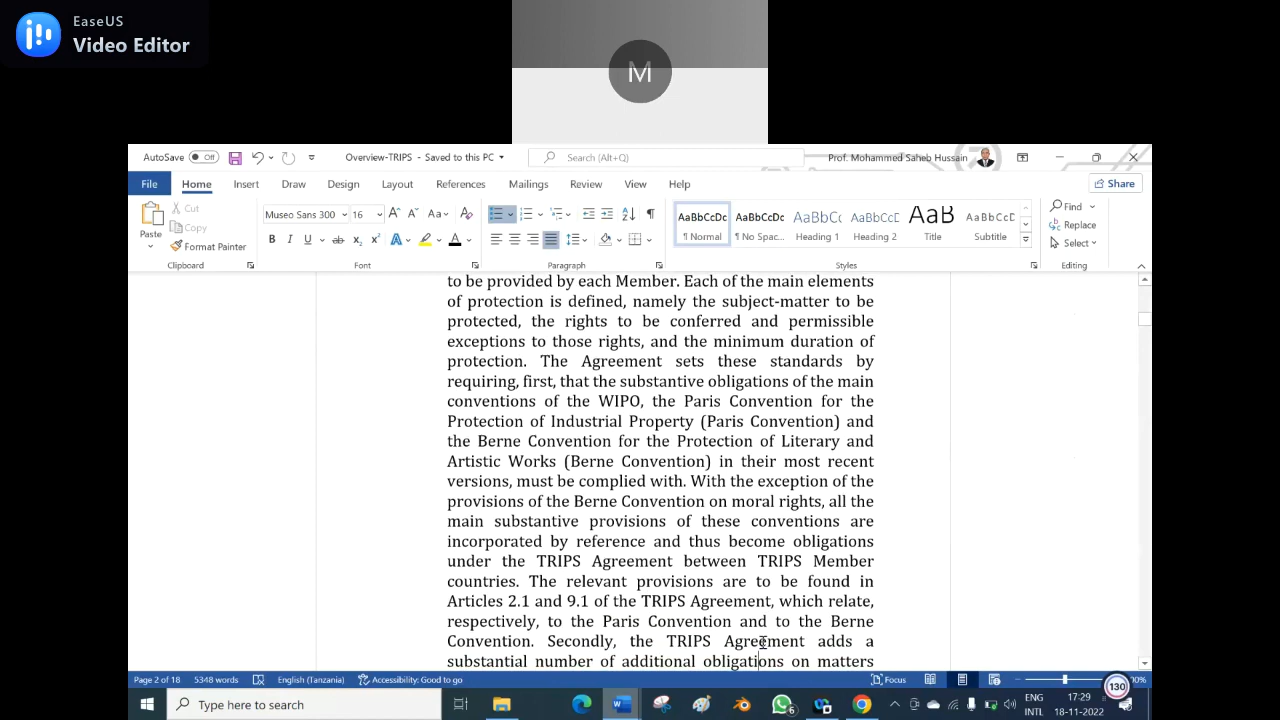 EaseUS
Video Editor
M
AutoSave Off
Overview-TRIPS - Saved to this PC
Search (Alt+Q)
Prof. Mohammed Saheb Hussain
File Home Insert Draw Design Layout References Mailings Review View Help
Share
Paste
Cut
Copy
Format Painter
Clipboard
Museo Sans 300 16
Font
Paragraph
AaBbCcDc AaBbCcDc AaBbCc AaBbCcD AaB AaBbCcD
¶ Normal ¶ No Spac... Heading 1 Heading 2 Title Subtitle
Styles
Find
Replace
Select
Editing
to be provided by each Member. Each of the main elements
of protection is defined, namely the subject-matter to be
protected, the rights to be conferred and permissible
exceptions to those rights, and the minimum duration of
protection. The Agreement sets these standards by
requiring, first, that the substantive obligations of the main
conventions of the WIPO, the Paris Convention for the
Protection of Industrial Property (Paris Convention) and
the Berne Convention for the Protection of Literary and
Artistic Works (Berne Convention) in their most recent
versions, must be complied with. With the exception of the
provisions of the Berne Convention on moral rights, all the
main substantive provisions of these conventions are
incorporated by reference and thus become obligations
under the TRIPS Agreement between TRIPS Member
countries. The relevant provisions are to be found in
Articles 2.1 and 9.1 of the TRIPS Agreement, which relate,
respectively, to the Paris Convention and to the Berne
Convention. Secondly, the TRIPS Agreement adds a
substantial number of additional obligations on matters
Page 2 of 18 5348 words English (Tanzania) Accessibility: Good to go
Focus
130
Type here to search
6
ENG
INTL
17:29
18-11-2022